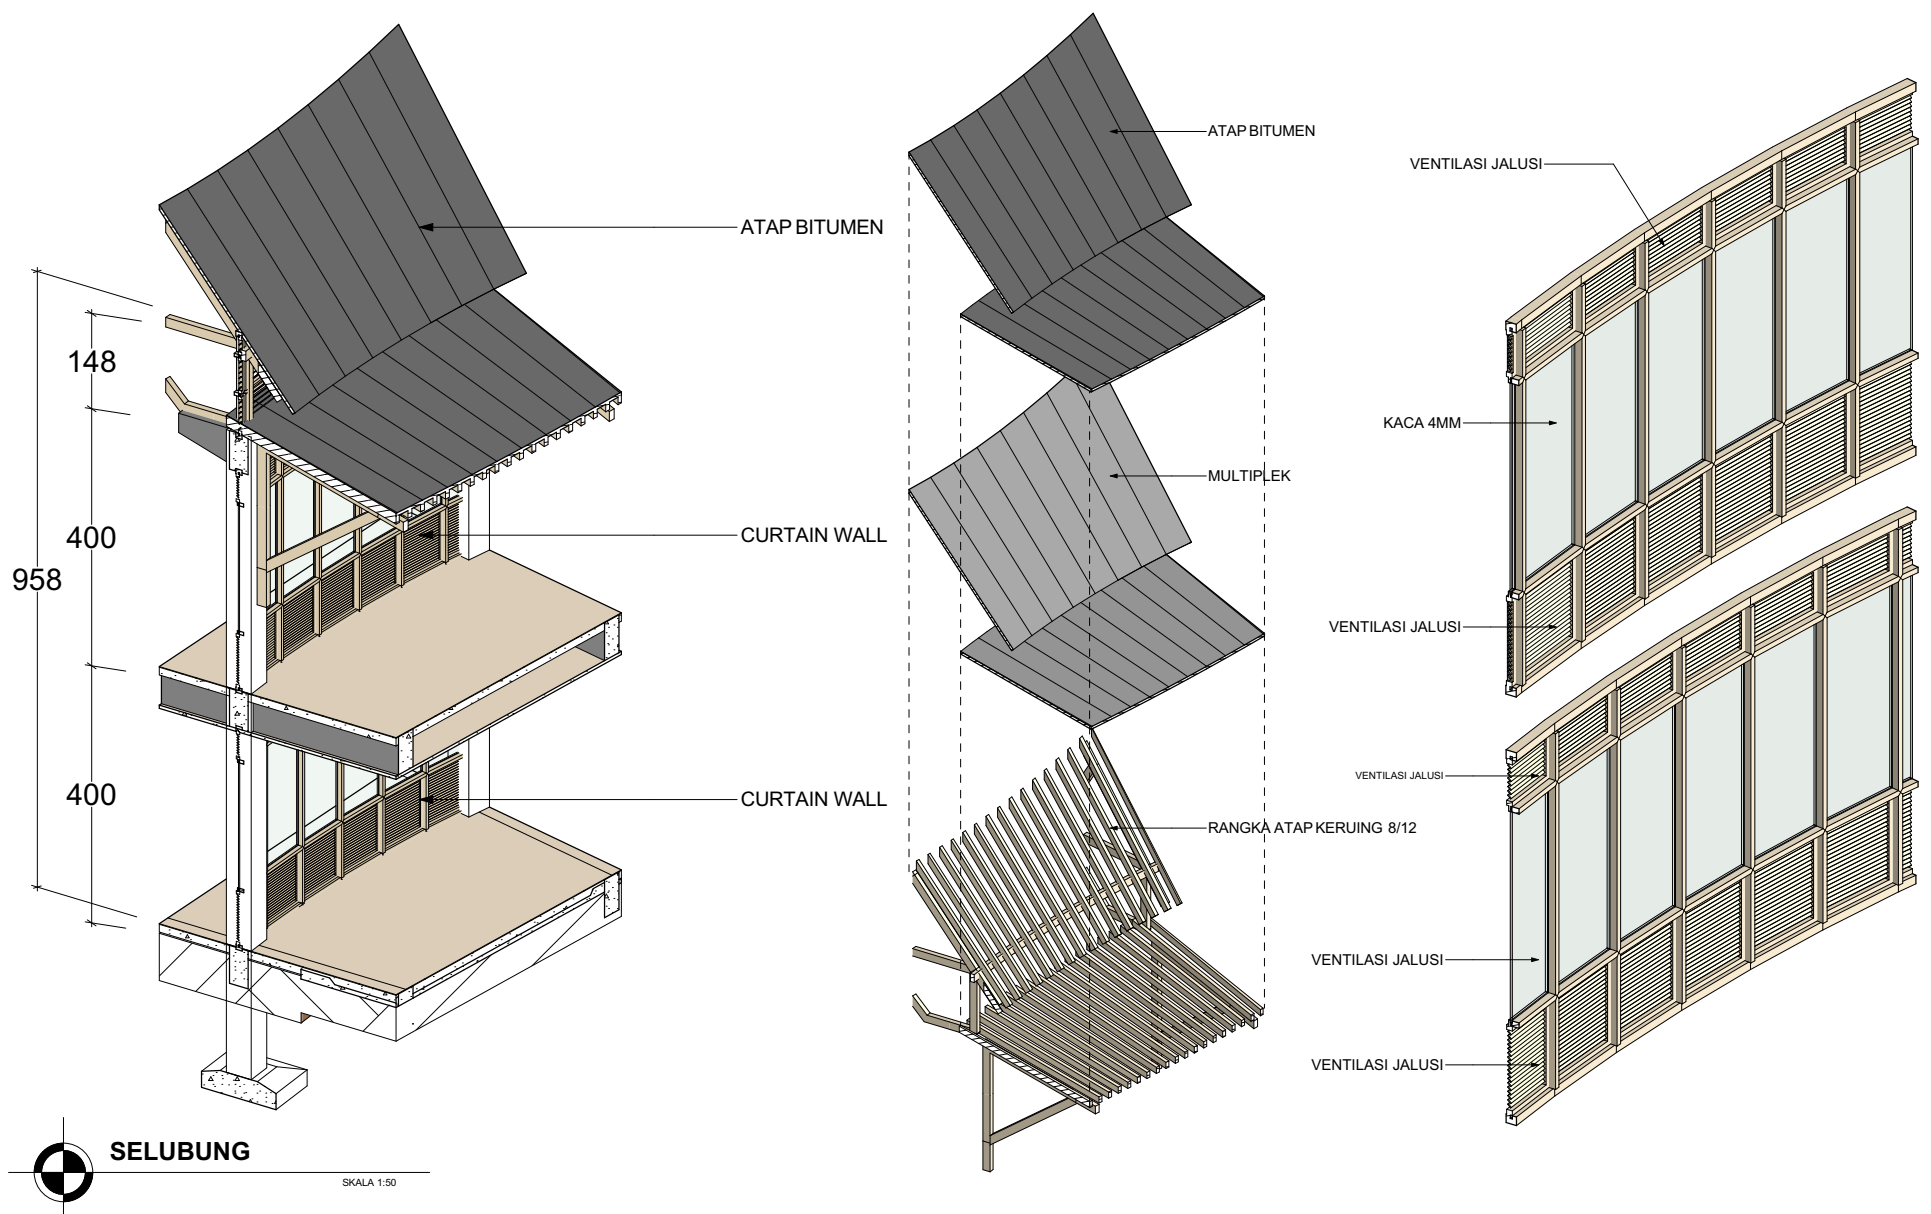 ATAP BITUMEN
148
400
CURTAIN WALL
958
400
CURTAIN WALL
ATAP BITUMEN
MULTIPLEK
RANGKA ATAP KERUING 8/12
VENTILASI JALUSI
KACA 4MM
VENTILASI JALUSI
VENTILASI JALUSI
VENTILASI JALUSI
VENTILASI JALUSI
SELUBUNG
SKALA 1:50